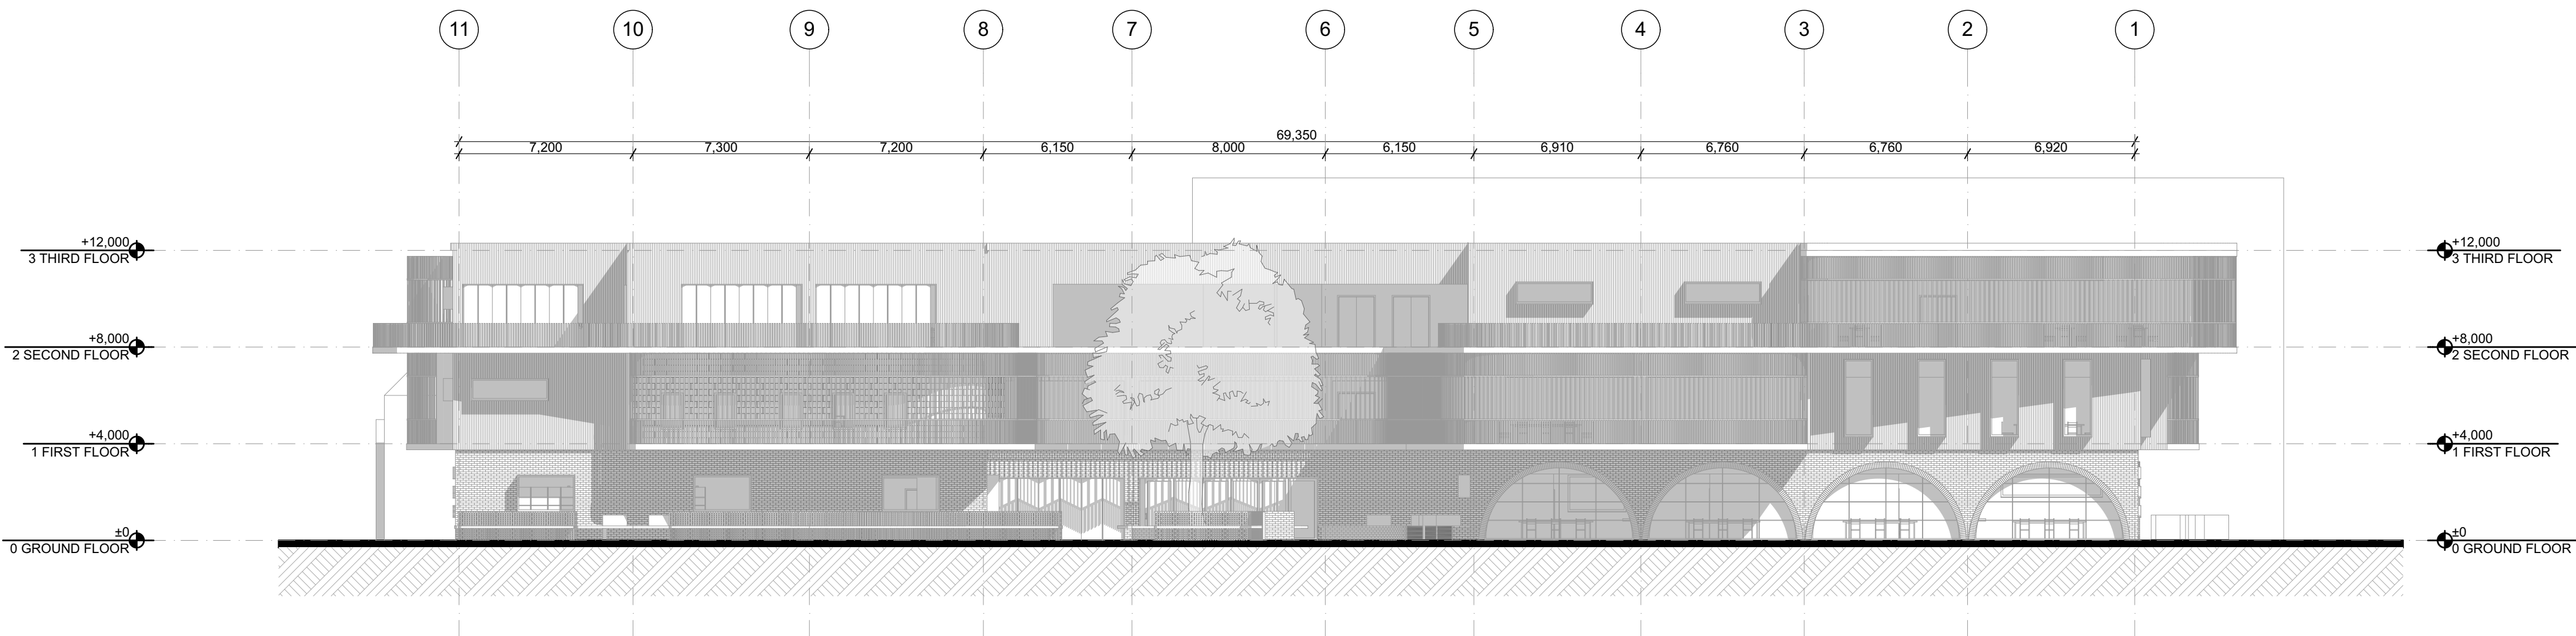 11 10 9 8 7 6 5 4 3 2 1
69,350
7,200 7,300 7,200 6,150 8,000 6,150 6,910 6,760 6,760 6,920
+12,000 +12,000
3 THIRD FLOOR 3 THIRD FLOOR
+8,000 +8,000
2 SECOND FLOOR 2 SECOND FLOOR
+4,000 +4,000
1 FIRST FLOOR 1 FIRST FLOOR
±0 ±0
0 GROUND FLOOR 0 GROUND FLOOR